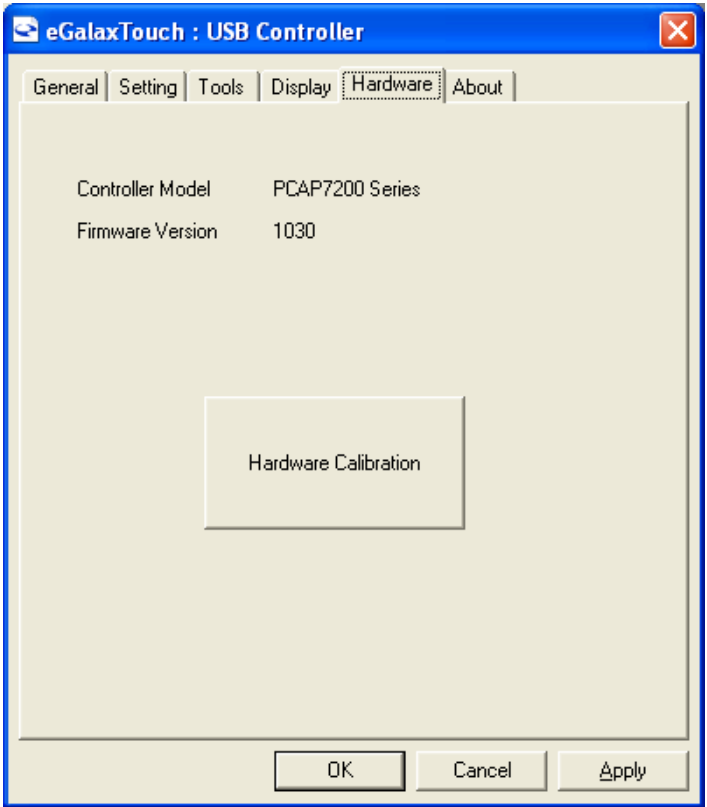 eGalaxTouch : USB Controller
General Setting Tools Display Hardware About
Controller Model PCAP7200 Series
Firmware Version 1030
Hardware Calibration
OK Cancel Apply